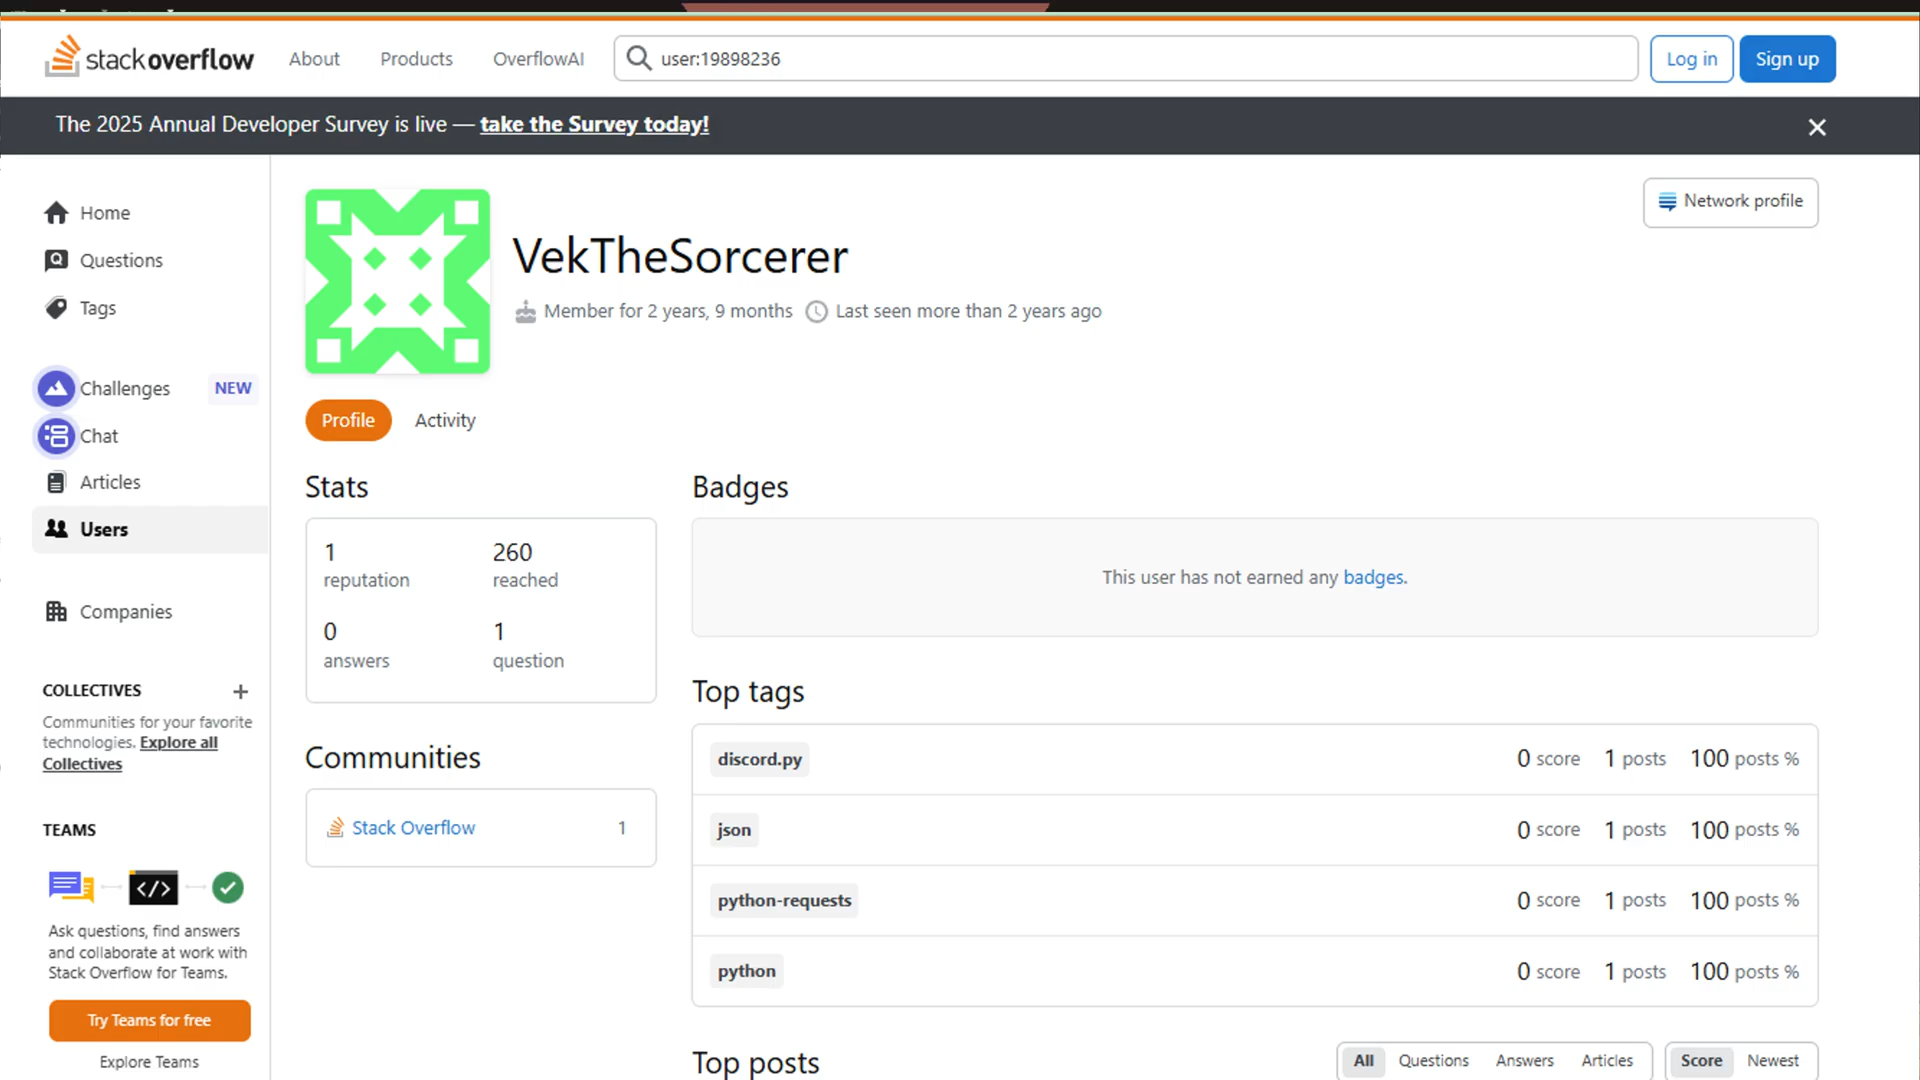 stackoverflow
About
Products
OverflowAI
user:19898236
Log in
Sign up
The 2025 Annual Developer Survey is live — take the Survey today!
Home
Questions
Tags
Challenges NEW
Chat
Articles
Users
Companies
COLLECTIVES
Communities for your favorite
technologies. Explore all
Collectives
TEAMS
Ask questions, find answers
and collaborate at work with
Stack Overflow for Teams.
Try Teams for free
Explore Teams
Network profile
VekTheSorcerer
Member for 2 years, 9 months
Last seen more than 2 years ago
Profile
Activity
Stats
1
reputation
260
reached
0
answers
1
question
Communities
Stack Overflow 1
Badges
This user has not earned any badges.
Top tags
discord.py 0 score 1 posts 100 posts %
json 0 score 1 posts 100 posts %
python-requests 0 score 1 posts 100 posts %
python 0 score 1 posts 100 posts %
Top posts
All Questions Answers Articles
Score Newest